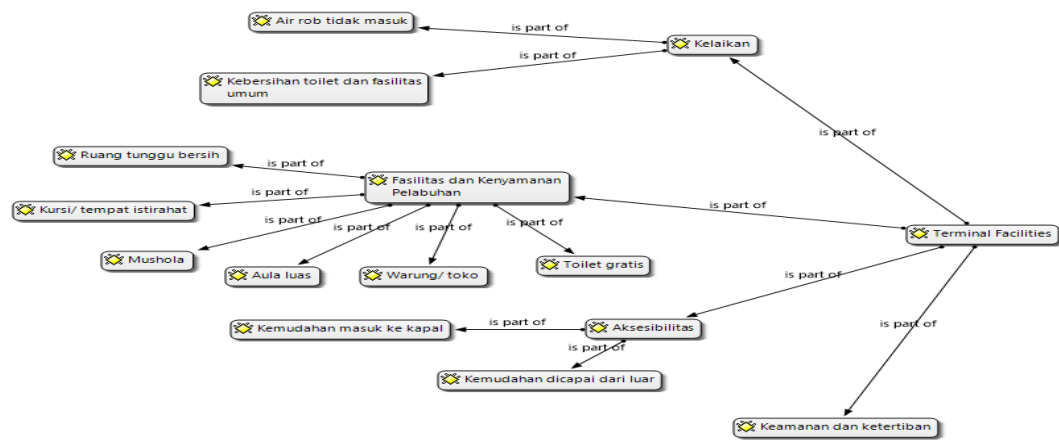 Air rob tidak masuk
is part of
Kelaikan
is part of
Kebersihan toilet dan fasilitas
umum
is part of
Ruang tunggu bersih
is part of
Fasilitas dan Kenyamanan
Pelabuhan
is part of
Kursi/ tempat istirahat
is part of
is part of
is part of
is part of
is part of
Terminal Facilities
Mushola
Aula luas
Warung/ toko
Toilet gratis
is part of
Kemudahan masuk ke kapal
is part of
Aksesibilitas
is part of
is part of
Kemudahan dicapai dari luar
Keamanan dan ketertiban